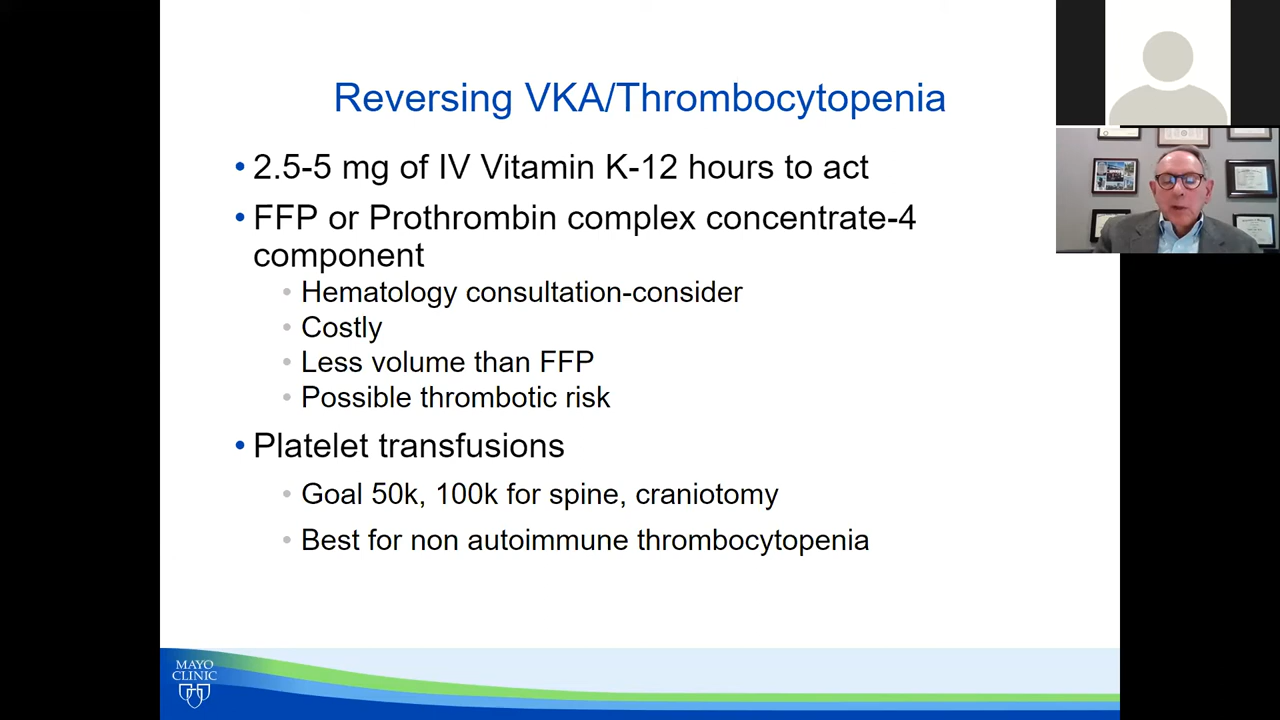 Reversing VKA/Thrombocytopenia
•2.5-5 mg of IV Vitamin K-12 hours to act
•FFP or Prothrombin complex concentrate-4
component
•Hematology consultation-consider
•Costly
•Less volume than FFP
•Possible thrombotic risk
•Platelet transfusions
•Goal 50k, 100k for spine, craniotomy
•Best for non autoimmune thrombocytopenia
MAYO
CLINIC